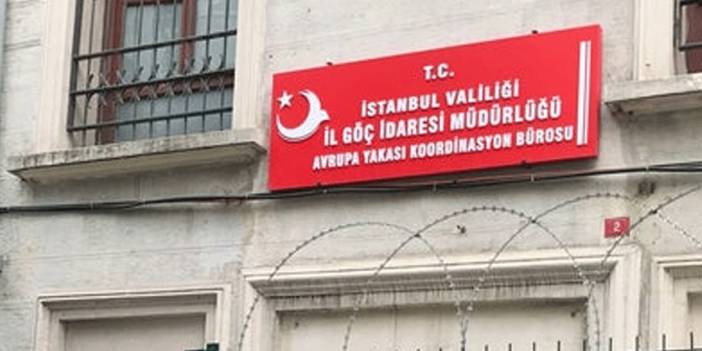 T.C.
İSTANBUL VALİLİĞİ
İL GÖÇ İDARESİ MÜDÜRLÜĞÜ
AVRUPA YAKASI KOORDİNASYON BÜROSU
2